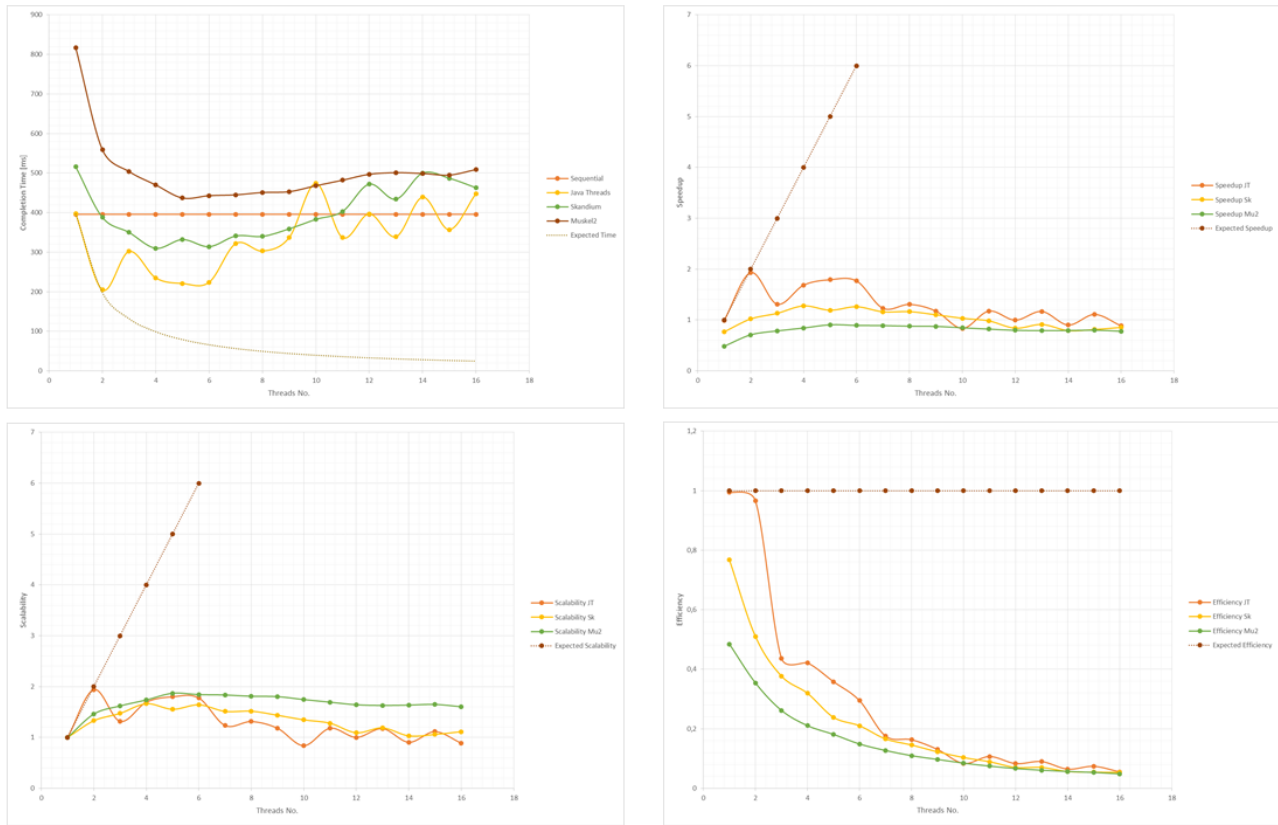 900
800
700
600
500
400
300
200
100
0
Completion Time [ms]
0 2 4 6 8 10 12 14 16 18
Threads No.
Sequential
Java Threads
Skandium
Muskel2
Expected Time
7
6
5
4
3
2
1
0
Speedup
0 2 4 6 8 10 12 14 16 18
Threads No.
Speedup JT
Speedup Sk
Speedup Mu2
Expected Speedup
7
6
5
4
3
2
1
0
Scalability
0 2 4 6 8 10 12 14 16 18
Threads No.
Scalability JT
Scalability Sk
Scalability Mu2
Expected Scalability
1,2
1
0,8
0,6
0,4
0,2
0
Efficiency
0 2 4 6 8 10 12 14 16 18
Threads No.
Efficiency JT
Efficiency Sk
Efficiency Mu2
Expected Efficiency